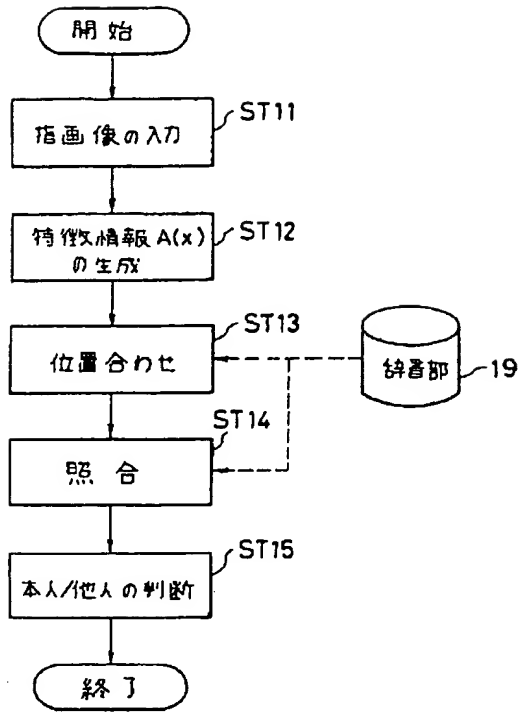 開始
指画像の入力
ST11
特徴情報A(x)
の生成
ST12
位置合わせ
ST13
辞書部
19
照合
ST14
本人/他人の判断
ST15
終了